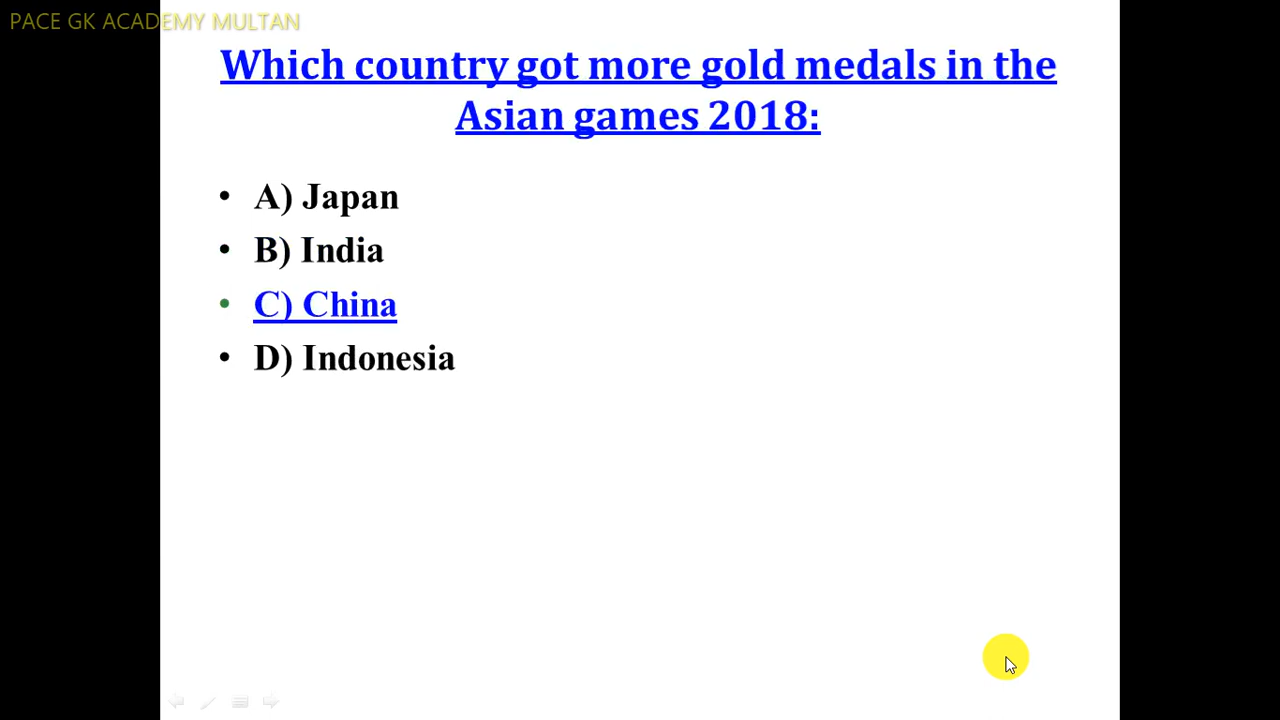 PACE GK ACADEMY MULTAN
Which country got more gold medals in the
Asian games 2018:
• A) Japan
• B) India
• C) China
• D) Indonesia